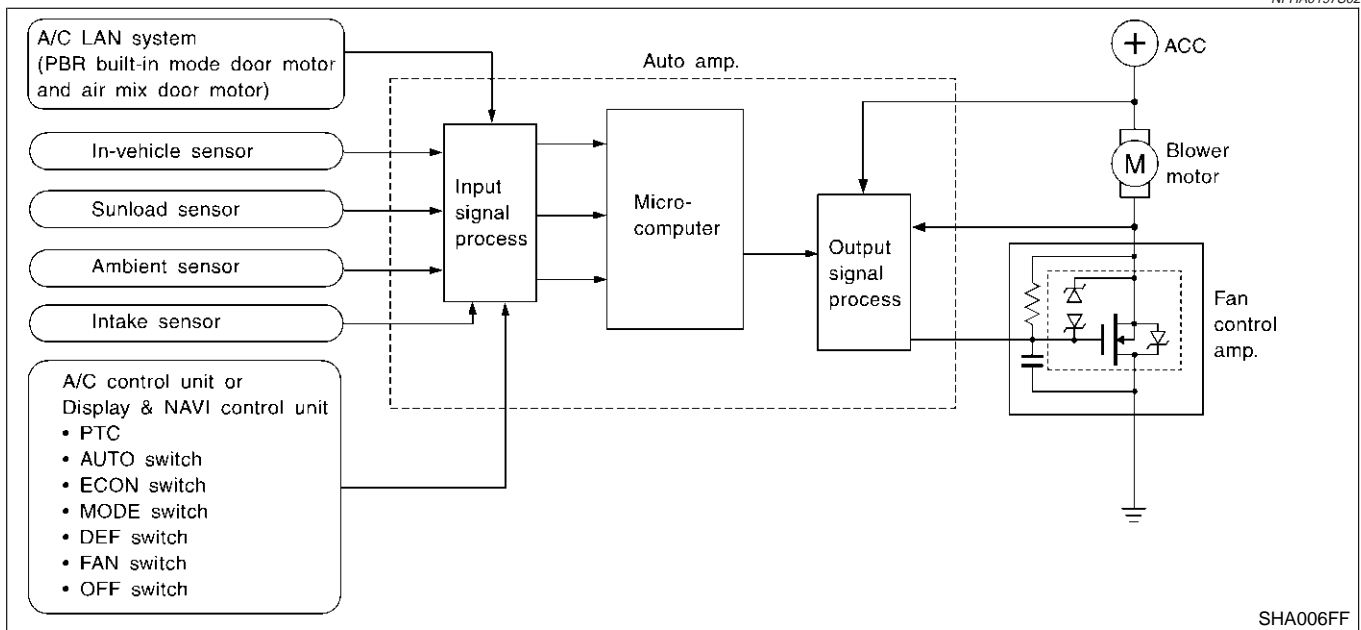 A/C LAN system
(PBR built-in mode door motor
and air mix door motor)
In-vehicle sensor
Sunload sensor
Ambient sensor
Intake sensor
A/C control unit or
Display & NAVI control unit
• PTC
• AUTO switch
• ECON switch
• MODE switch
• DEF switch
• FAN switch
• OFF switch
Auto amp.
Input
signal
process
Micro-
computer
Output
signal
process
+
ACC
M
Blower
motor
Fan
control
amp.
SHA006FF